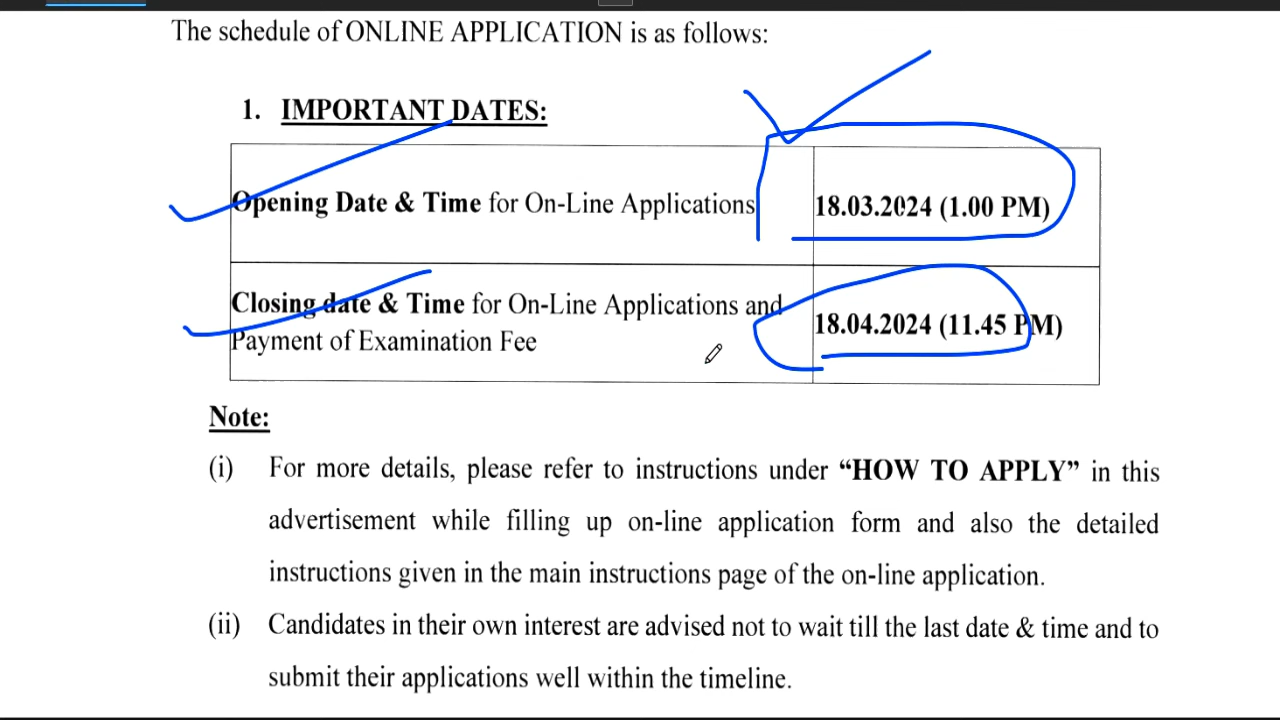 The schedule of ONLINE APPLICATION is as follows:
1. IMPORTANT DATES:
Opening Date & Time for On-Line Applications 18.03.2024 (1.00 PM)
Closing date & Time for On-Line Applications and
Payment of Examination Fee
18.04.2024 (11.45 PM)
Note:
(i) For more details, please refer to instructions under “HOW TO APPLY” in this
advertisement while filling up on-line application form and also the detailed
instructions given in the main instructions page of the on-line application.
(ii) Candidates in their own interest are advised not to wait till the last date & time and to
submit their applications well within the timeline.